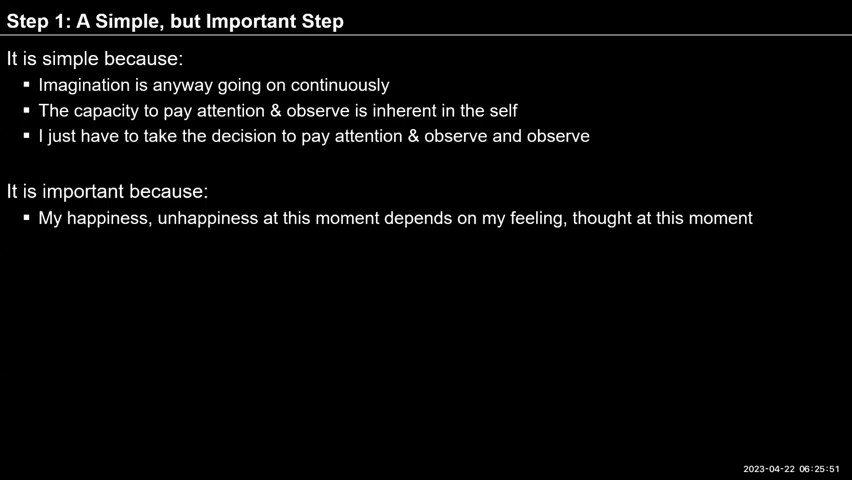 Step 1: A Simple, but Important Step
It is simple because:
▪ Imagination is anyway going on continuously
▪ The capacity to pay attention & observe is inherent in the self
▪ I just have to take the decision to pay attention & observe and observe
It is important because:
▪ My happiness, unhappiness at this moment depends on my feeling, thought at this moment
2023-04-22 06:25:51